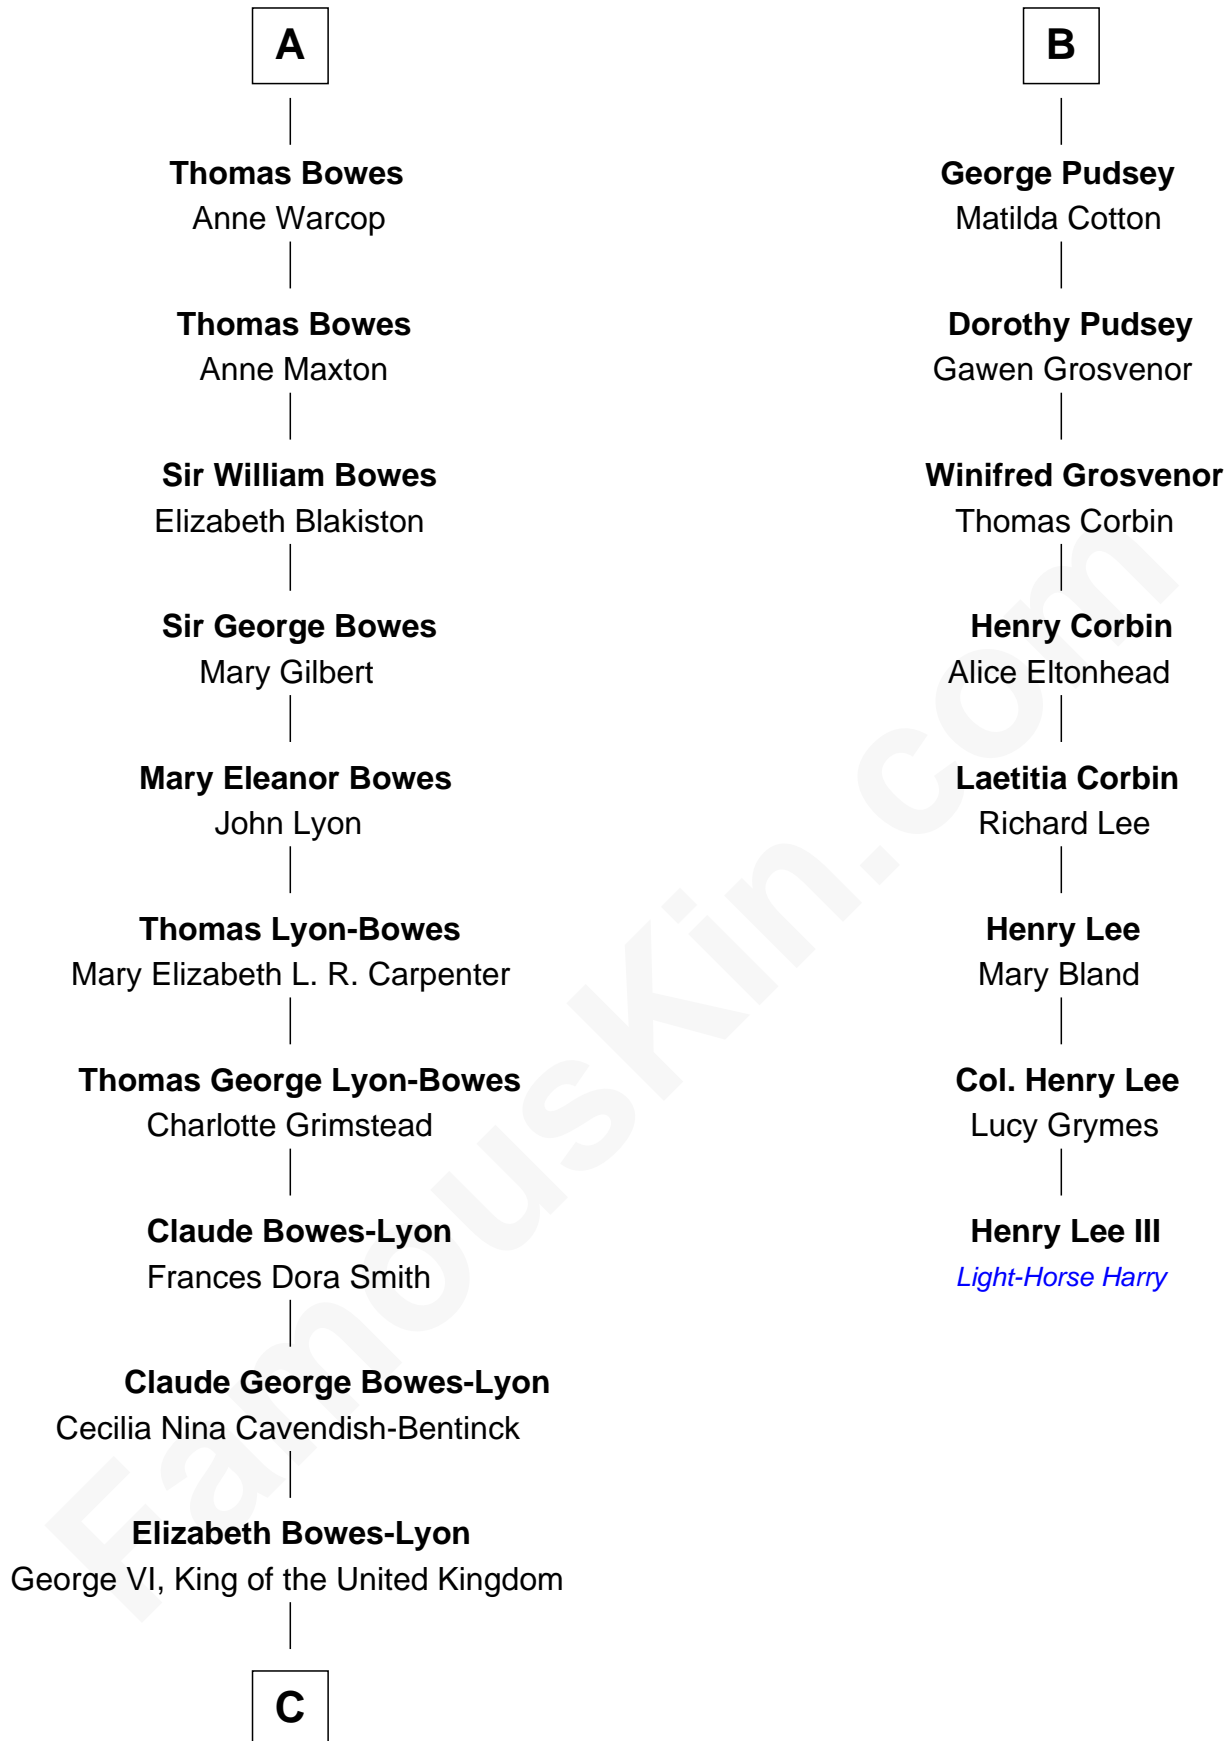 A
Thomas Bowes
Anne Warcop
Thomas Bowes
Anne Maxton
Sir William Bowes
Elizabeth Blakiston
Sir George Bowes
Mary Gilbert
Mary Eleanor Bowes
John Lyon
Thomas Lyon-Bowes
Mary Elizabeth L. R. Carpenter
Thomas George Lyon-Bowes
Charlotte Grimstead
Claude Bowes-Lyon
Frances Dora Smith
Claude George Bowes-Lyon
Cecilia Nina Cavendish-Bentinck
Elizabeth Bowes-Lyon
George VI, King of the United Kingdom
C
B
George Pudsey
Matilda Cotton
Dorothy Pudsey
Gawen Grosvenor
Winifred Grosvenor
Thomas Corbin
Henry Corbin
Alice Eltonhead
Laetitia Corbin
Richard Lee
Henry Lee
Mary Bland
Col. Henry Lee
Lucy Grymes
Henry Lee III
Light-Horse Harry
FamousKin.com